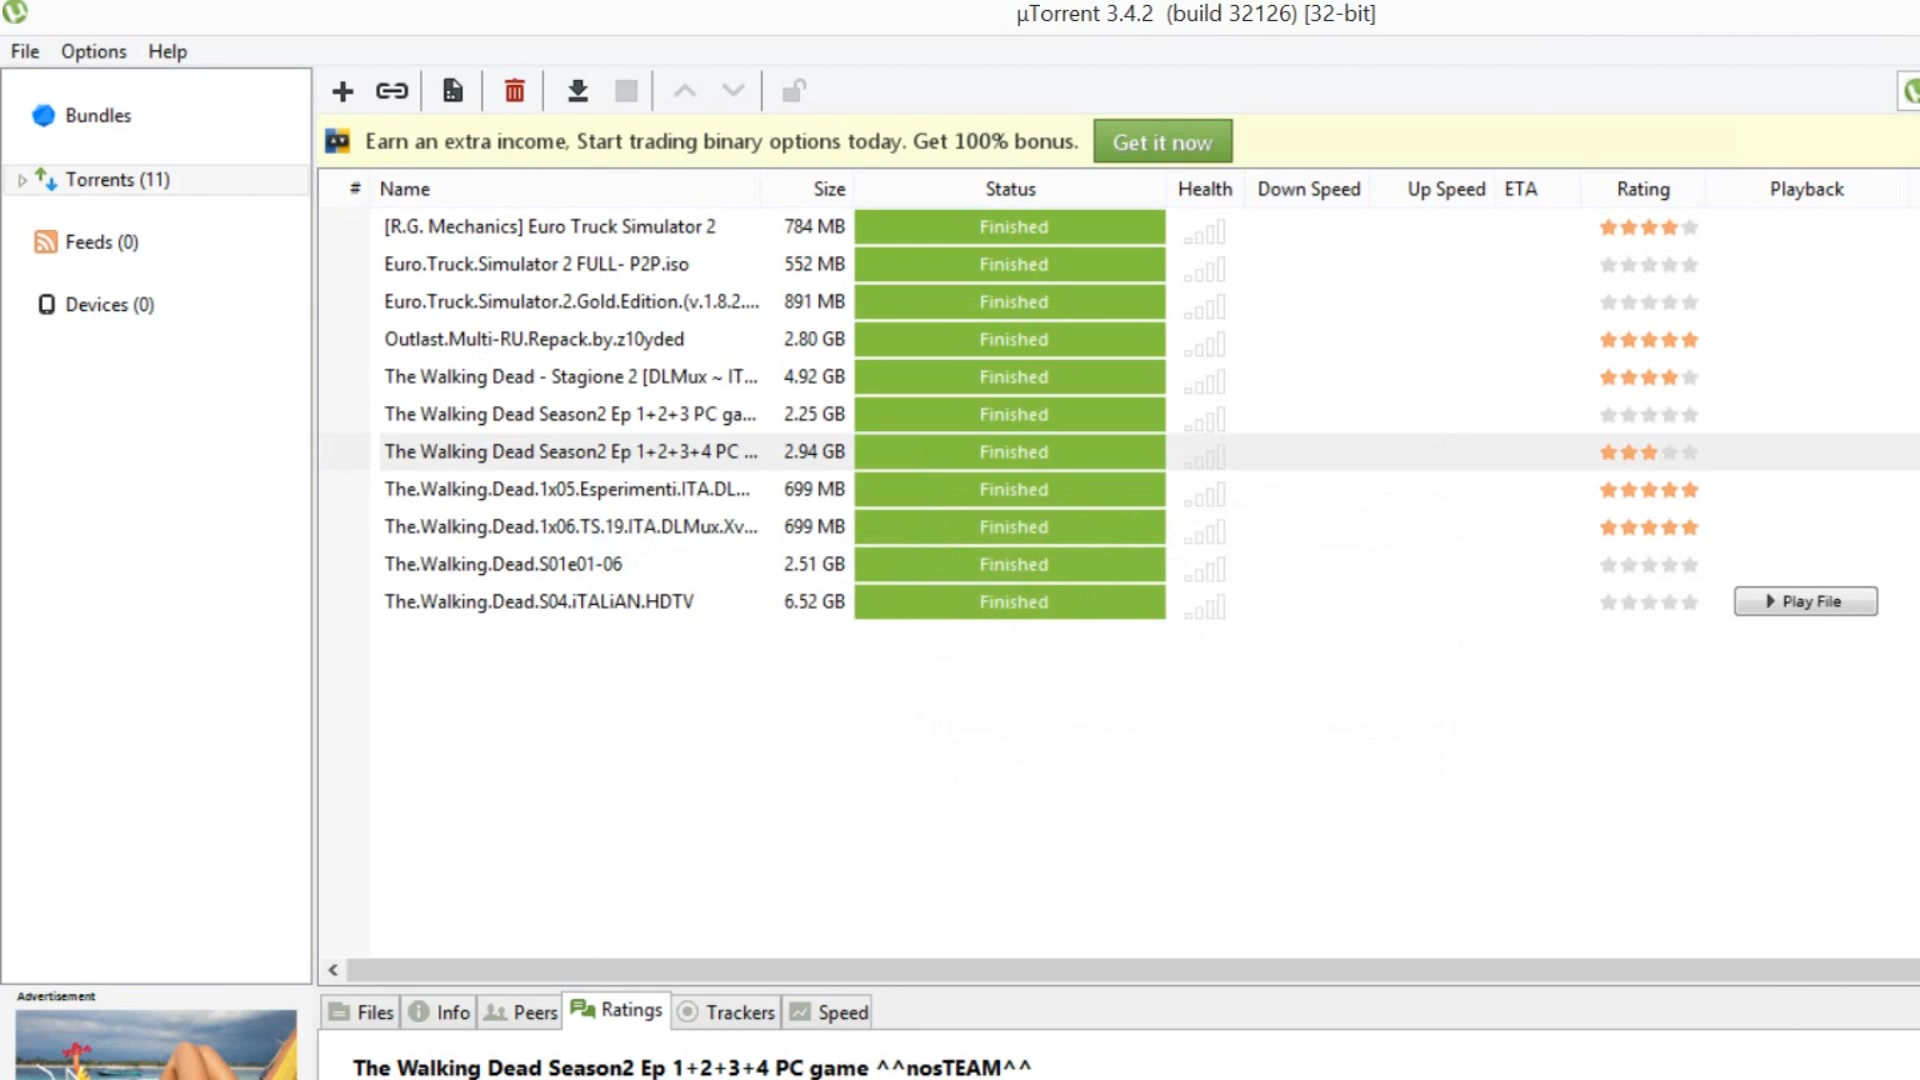 µTorrent 3.4.2 (build 32126) [32-bit]
File Options Help
Bundles
Torrents (11)
Feeds (0)
Devices (0)
Earn an extra income, Start trading binary options today. Get 100% bonus. Get it now
# Name Size Status Health Down Speed Up Speed ETA Rating Playback
[R.G. Mechanics] Euro Truck Simulator 2 784 MB Finished
Euro.Truck.Simulator 2 FULL- P2P.iso 552 MB Finished
Euro.Truck.Simulator.2.Gold.Edition.(v.1.8.2.... 891 MB Finished
Outlast.Multi-RU.Repack.by.z10yded 2.80 GB Finished
The Walking Dead - Stagione 2 [DLMux ~ IT... 4.92 GB Finished
The Walking Dead Season2 Ep 1+2+3 PC ga... 2.25 GB Finished
The Walking Dead Season2 Ep 1+2+3+4 PC ... 2.94 GB Finished
The.Walking.Dead.1x05.Esperimenti.ITA.DL... 699 MB Finished
The.Walking.Dead.1x06.TS.19.ITA.DLMux.Xv... 699 MB Finished
The.Walking.Dead.S01e01-06 2.51 GB Finished
The.Walking.Dead.S04.iTALiAN.HDTV 6.52 GB Finished Play File
Advertisement
Files Info Peers Ratings Trackers Speed
The Walking Dead Season2 Ep 1+2+3+4 PC game ^^nosTEAM^^